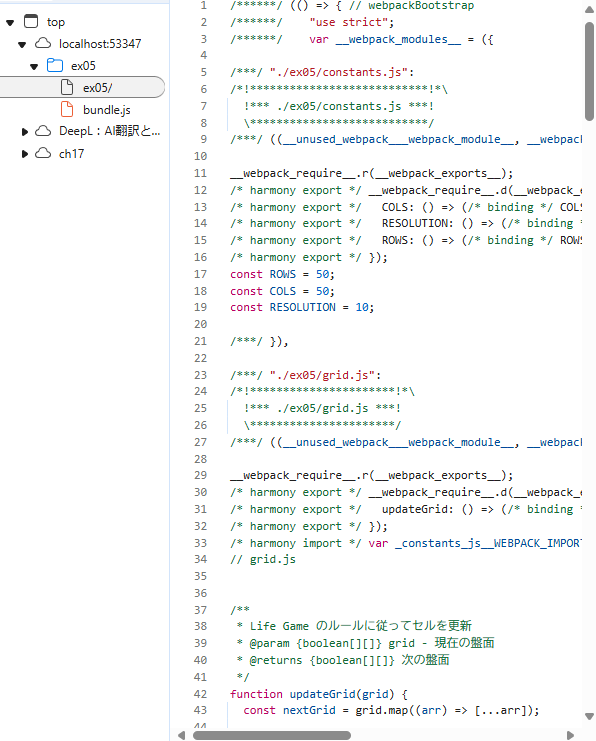 top
localhost:53347
ex05
ex05/
bundle.js
DeepL：AI翻訳と...
ch17
1 /******/ (() => { // webpackBootstrap
2 /******/ "use strict";
3 /******/ var __webpack_modules__ = ({
4
5 /***/ "./ex05/constants.js":
6 /*!***************************!*\
7 !*** ./ex05/constants.js ***!
8 \***************************/
9 /***/ ((__unused_webpack___webpack_module__, __webpack
10
11 __webpack_require__.r(__webpack_exports__);
12 /* harmony export */ __webpack_require__.d(__webpack_e
13 /* harmony export */ COLS: () => (/* binding */ COLS
14 /* harmony export */ RESOLUTION: () => (/* binding *
15 /* harmony export */ ROWS: () => (/* binding */ ROWS
16 /* harmony export */ });
17 const ROWS = 50;
18 const COLS = 50;
19 const RESOLUTION = 10;
20
21 /***/ }),
22
23 /***/ "./ex05/grid.js":
24 /*!**********************!*\
25 !*** ./ex05/grid.js ***!
26 \**********************/
27 /***/ ((__unused_webpack___webpack_module__, __webpack
28
29 __webpack_require__.r(__webpack_exports__);
30 /* harmony export */ __webpack_require__.d(__webpack_e
31 /* harmony export */ updateGrid: () => (/* binding *
32 /* harmony export */ });
33 /* harmony import */ var _constants_js__WEBPACK_IMPORT
34 // grid.js
35
36
37 /**
38 * Life Game のルールに従ってセルを更新
39 * @param {boolean[][]} grid - 現在の盤面
40 * @returns {boolean[][]} 次の盤面
41 */
42 function updateGrid(grid) {
43 const nextGrid = grid.map((arr) => [...arr]);
44